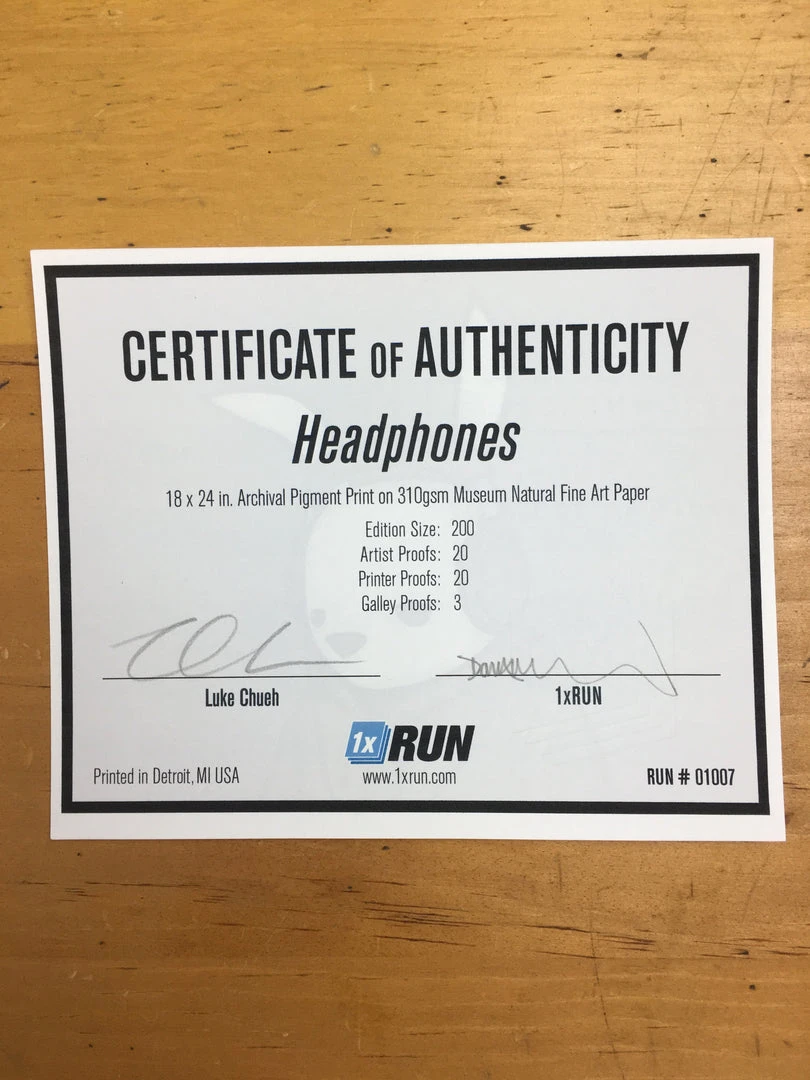 CERTIFICATE OF AUTHENTICITY
Headphones
18 x 24 in. Archival Pigment Print on 310gsm Museum Natural Fine Art Paper
Edition Size: 200
Artist Proofs: 20
Printer Proofs: 20
Galley Proofs: 3
Luke Chueh
1xRUN
1x RUN
Printed in Detroit, MI USA
www.1xrun.com
RUN # 01007